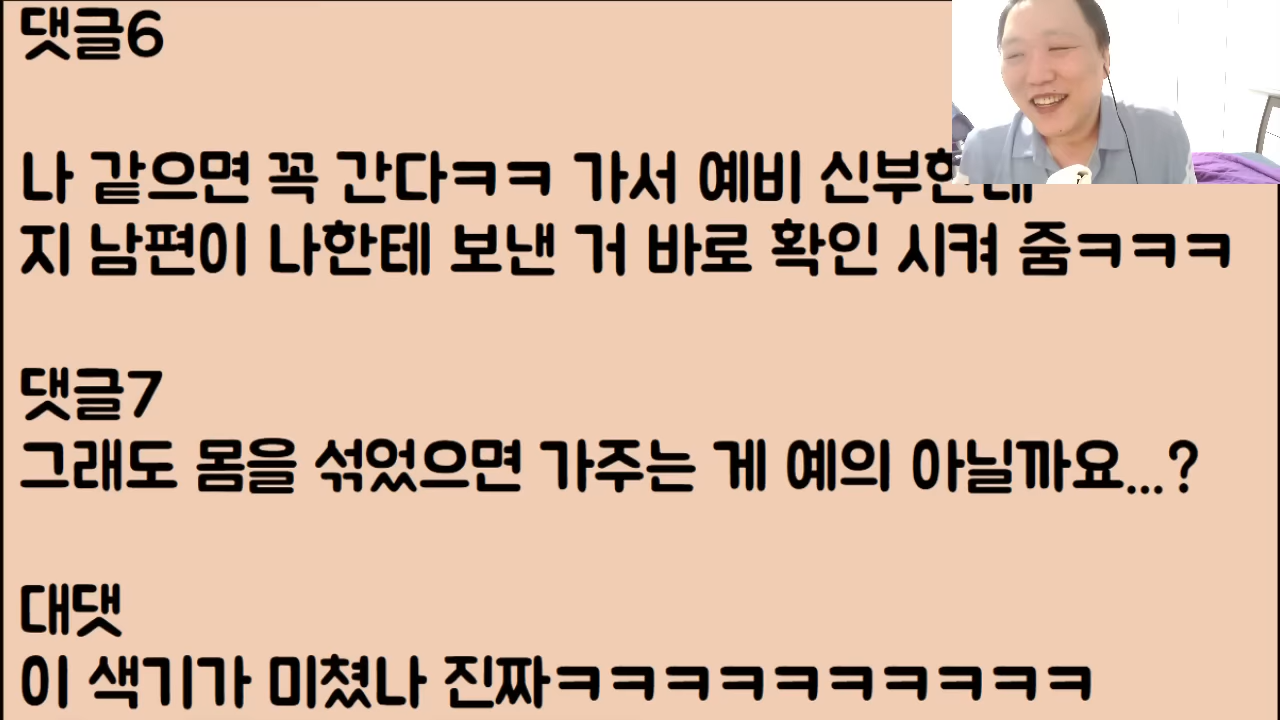 댓글6
나 같으면 꼭 간다ㅋㅋ 가서 예비 신부한테
지 남편이 나한테 보낸 거 바로 확인 시켜 줌ㅋㅋㅋ
댓글7
그래도 몸을 섞었으면 가주는 게 예의 아닐까요...?
대댓
이 색기가 미쳤나 진짜ㅋㅋㅋㅋㅋㅋㅋㅋㅋㅋ